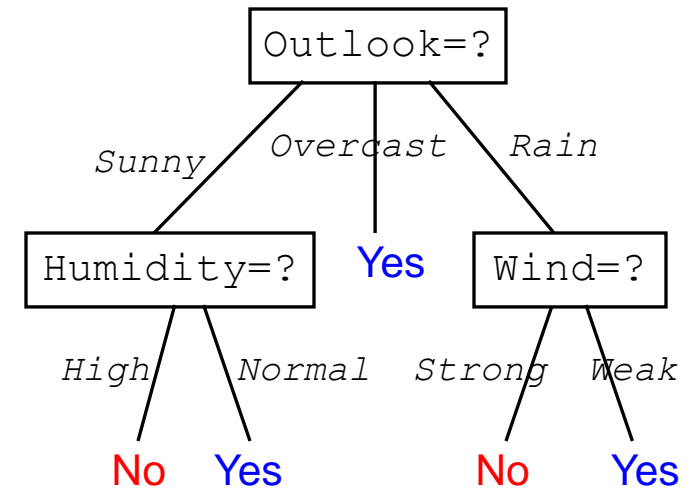 Outlook=?
Sunny Overcast Rain
Humidity=? Yes Wind=?
High Normal Strong Weak
No Yes No Yes